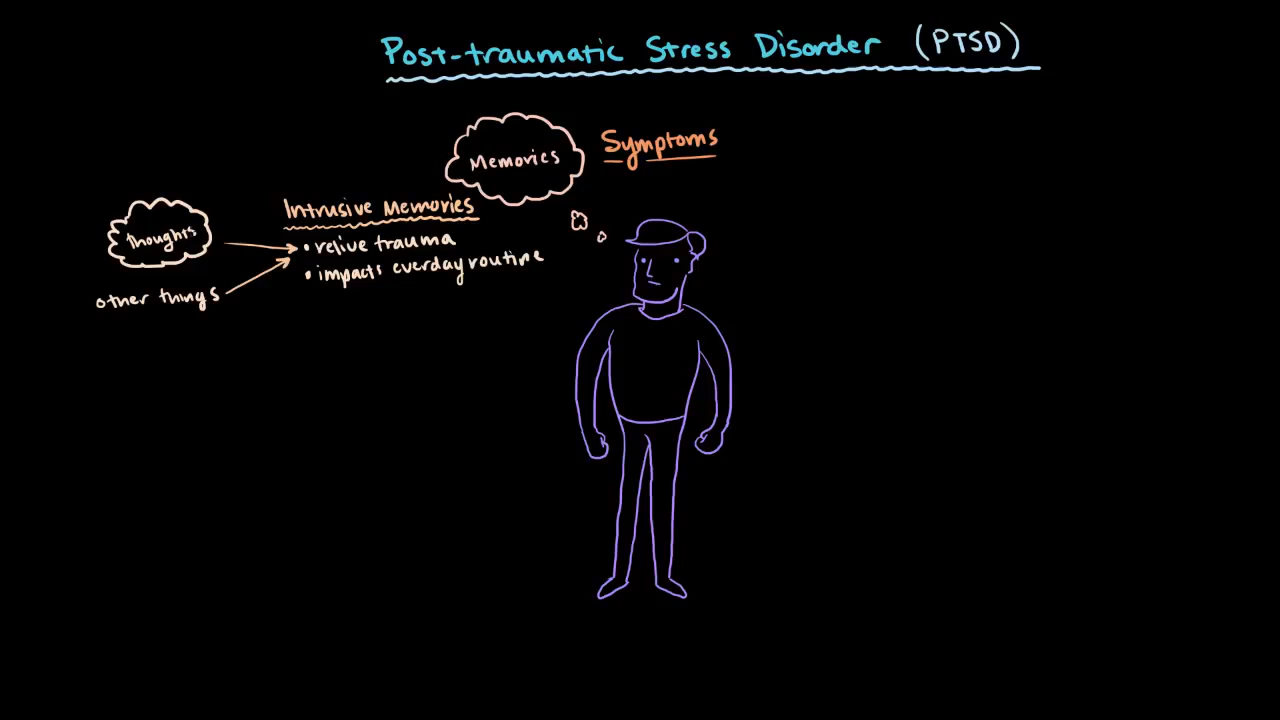 Post-traumatic Stress Disorder (PTSD)
Symptoms
Memories
Intrusive Memories
• relive trauma
• impacts everday routine
Thoughts
other things